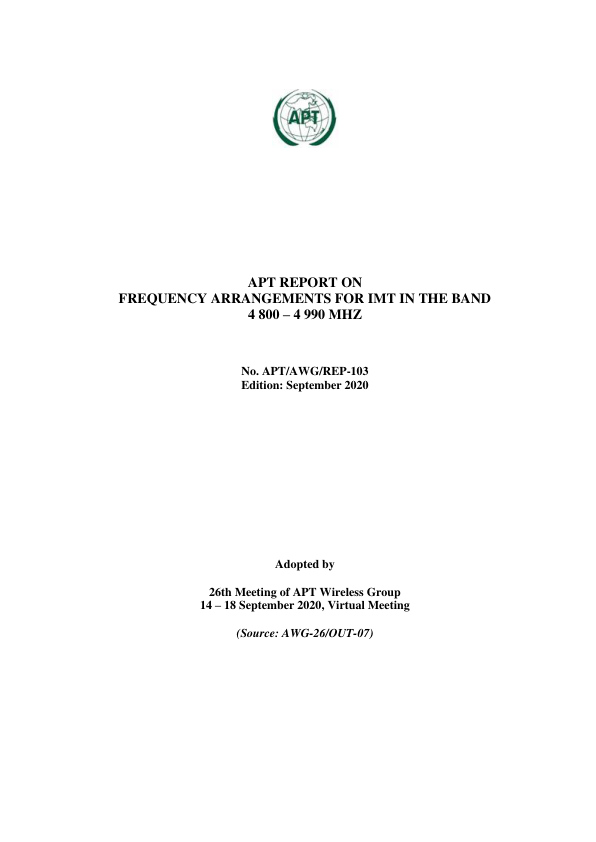 APT
APT REPORT ON
FREQUENCY ARRANGEMENTS FOR IMT IN THE BAND
4 800 – 4 990 MHZ
No. APT/AWG/REP-103
Edition: September 2020
Adopted by
26th Meeting of APT Wireless Group
14 – 18 September 2020, Virtual Meeting
(Source: AWG-26/OUT-07)